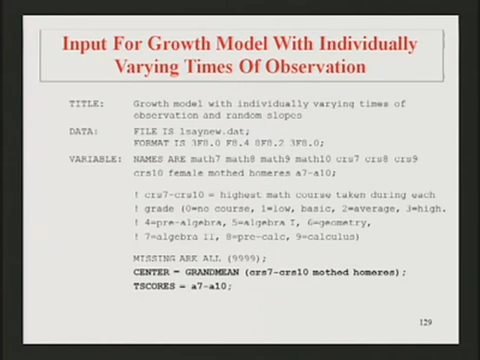 Input For Growth Model With Individually
Varying Times Of Observation
TITLE: Growth model with individually varying times of
observation and random slopes
DATA: FILE IS lsaynew.dat;
FORMAT IS 3F8.0 F8.4 8F8.2 3F8.0;
VARIABLE: NAMES ARE math7 math8 math9 math10 crs7 crs8 crs9
crs10 female mothed homeres a7-a10;
! crs7-crs10 = highest math course taken during each
! grade (0=no course, 1=low, basic, 2=average, 3=high.
! 4=pre-algebra, 5=algebra I, 6=geometry,
! 7=algebra II, 8=pre-calc, 9=calculus)
MISSING ARE ALL (9999);
CENTER = GRANDMEAN (crs7-crs10 mothed homeres);
TSCORES = a7-a10;
129